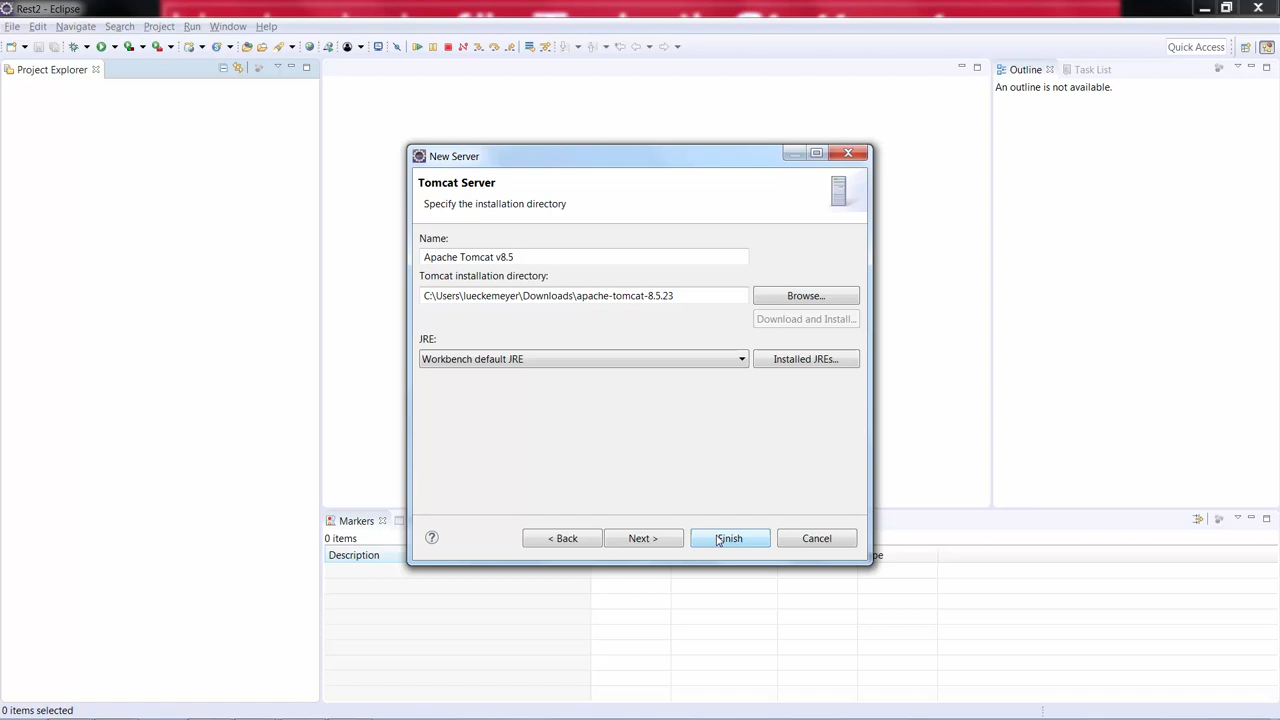 Rest2 - Eclipse
File Edit Navigate Search Project Run Window Help
Quick Access
Project Explorer
Outline
Task List
An outline is not available.
New Server
Tomcat Server
Specify the installation directory
Name:
Apache Tomcat v8.5
Tomcat installation directory:
C:\Users\lueckemeyer\Downloads\apache-tomcat-8.5.23
Browse...
Download and Install...
JRE:
Workbench default JRE
Installed JREs...
? < Back Next > Finish Cancel
Markers
0 items
Description
0 items selected